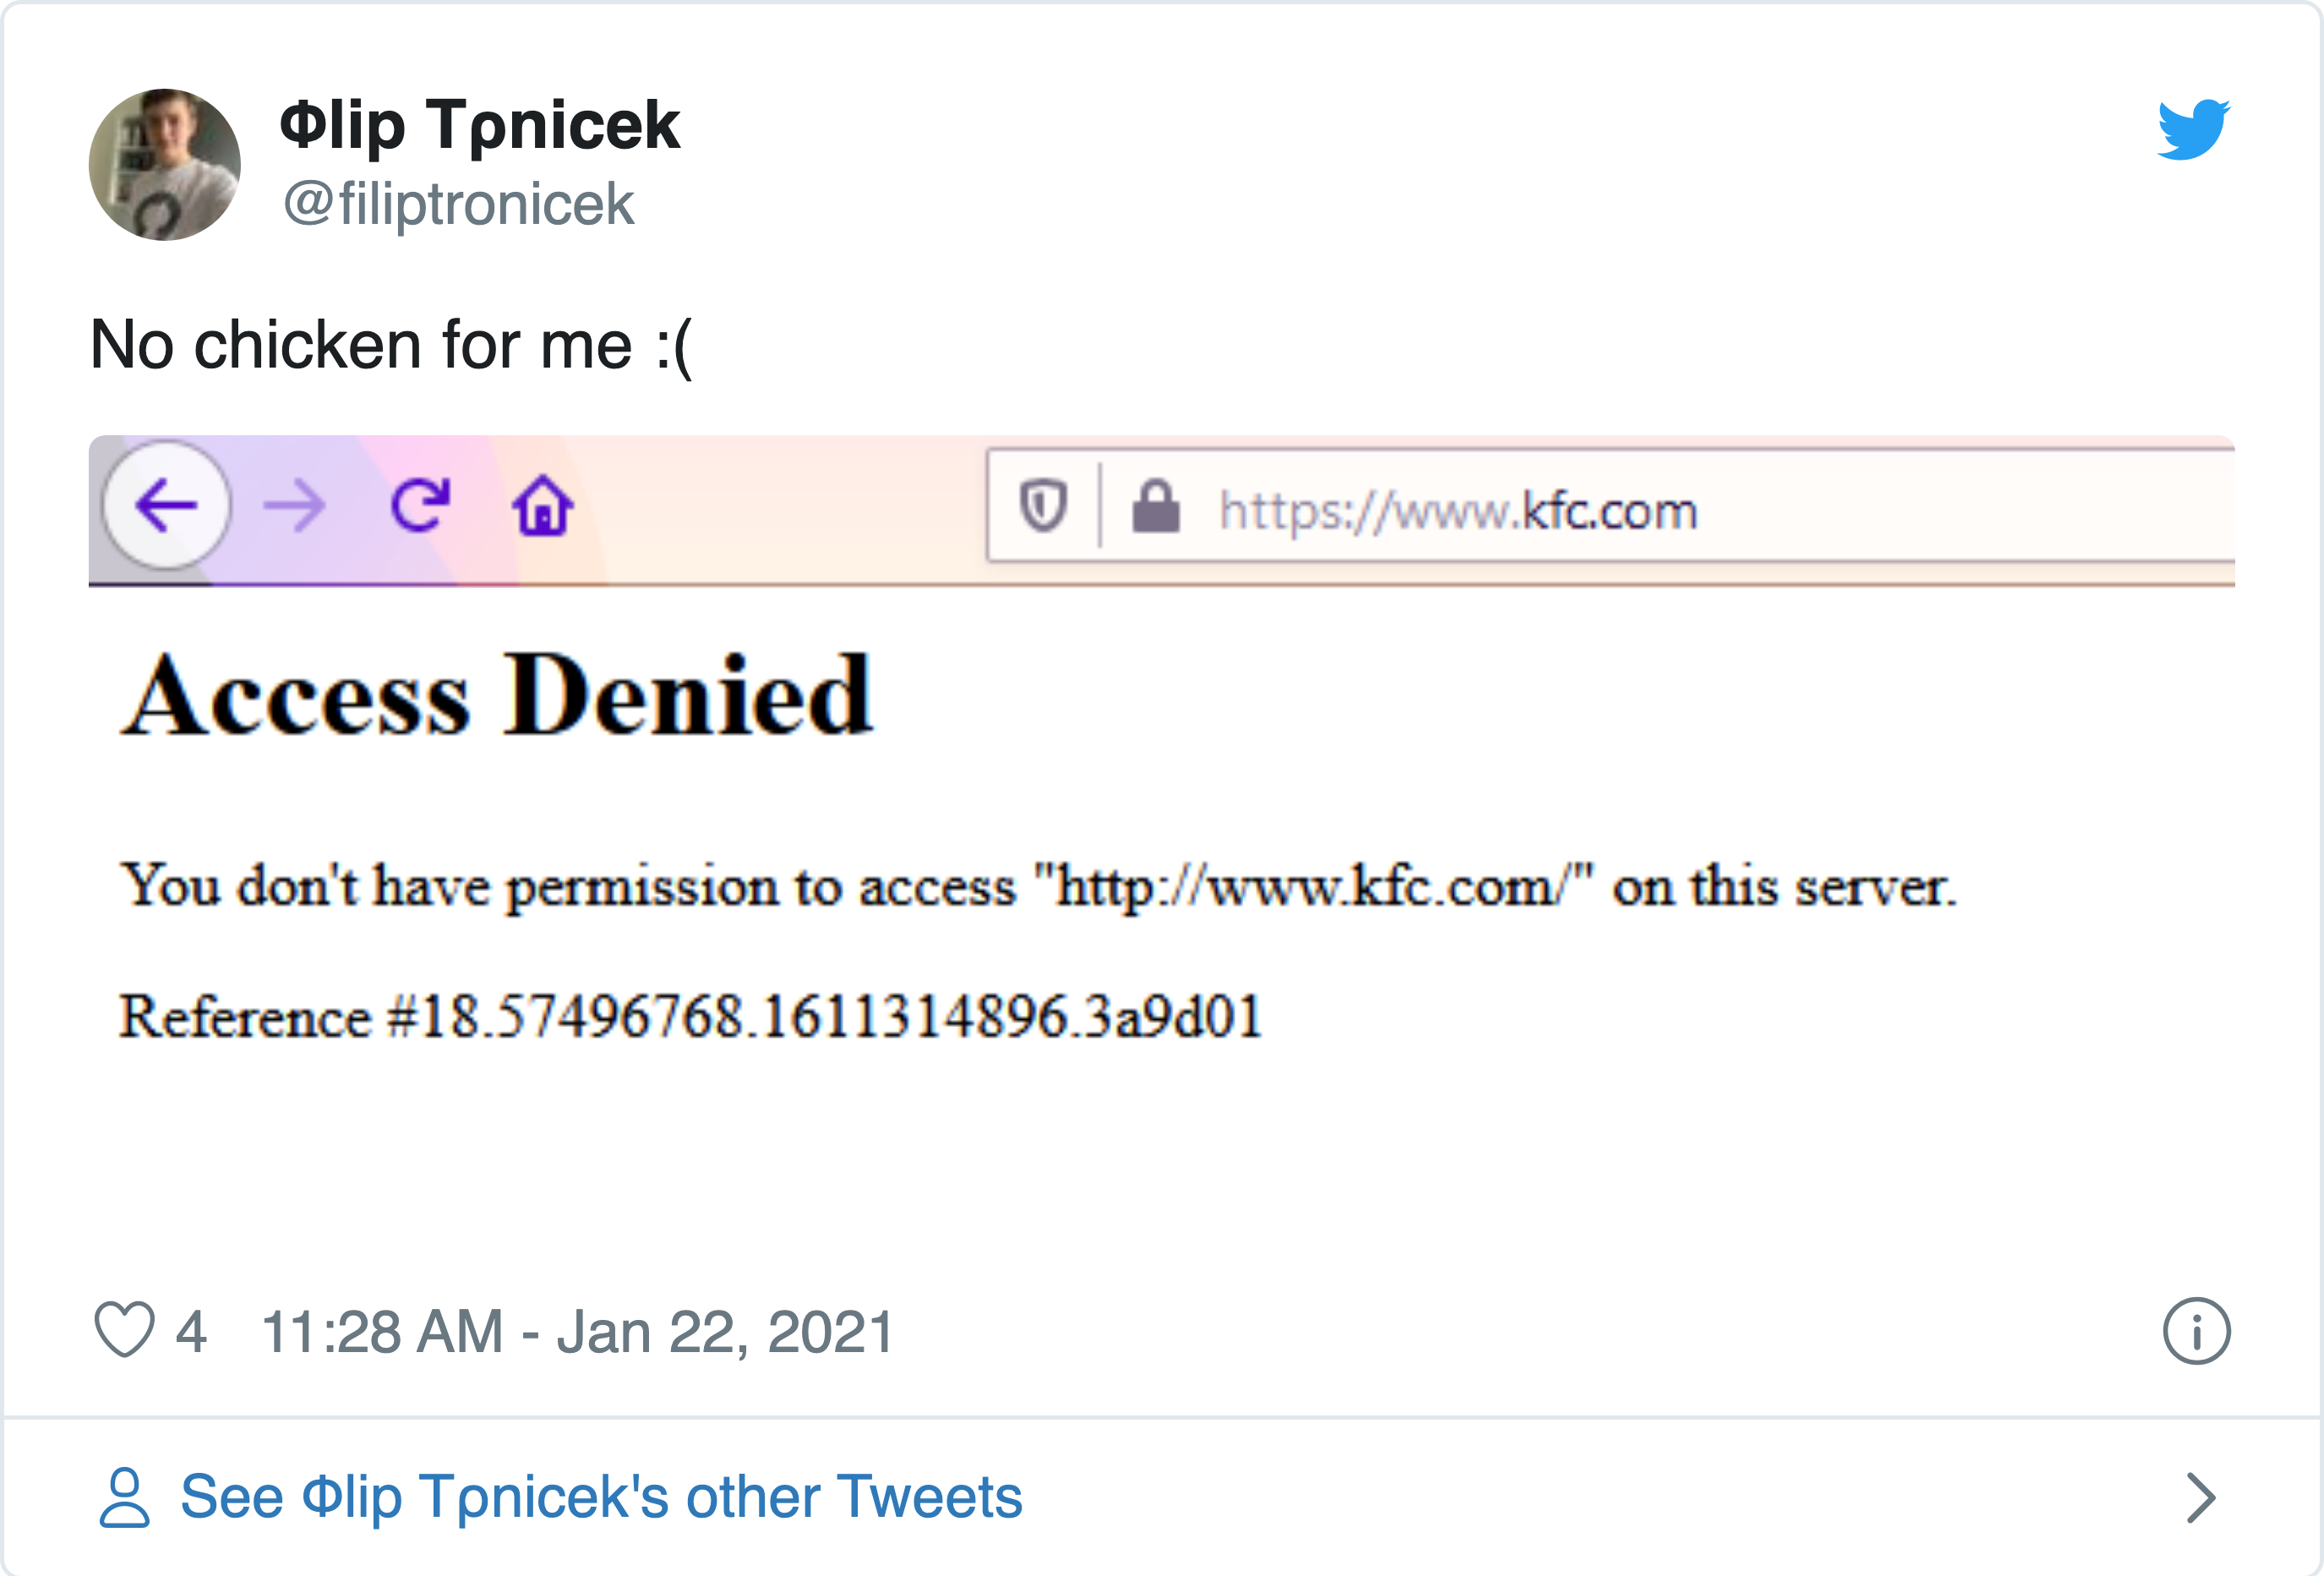 Φlip Tρnicek
@filiptronicek
No chicken for me :(
https://www.kfc.com
Access Denied
You don't have permission to access "http://www.kfc.com/" on this server.
Reference #18.57496768.1611314896.3a9d01
4 11:28 AM - Jan 22, 2021
See Φlip Tρnicek's other Tweets